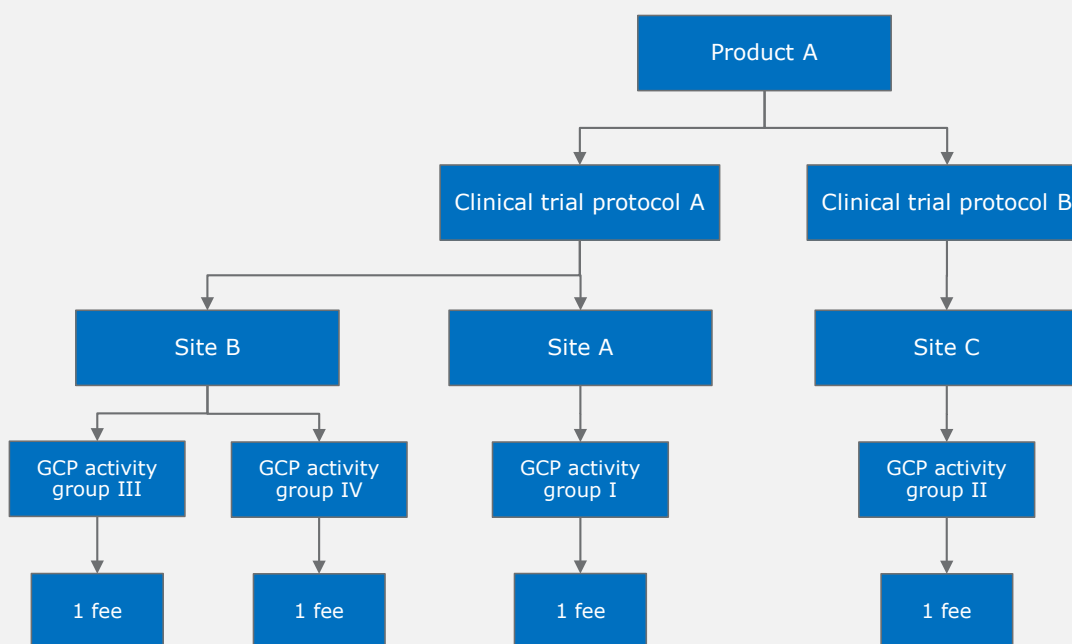 Product A
Clinical trial protocol A
Clinical trial protocol B
Site B
Site A
Site C
GCP activity
group III
GCP activity
group IV
GCP activity
group I
GCP activity
group II
1 fee
1 fee
1 fee
1 fee